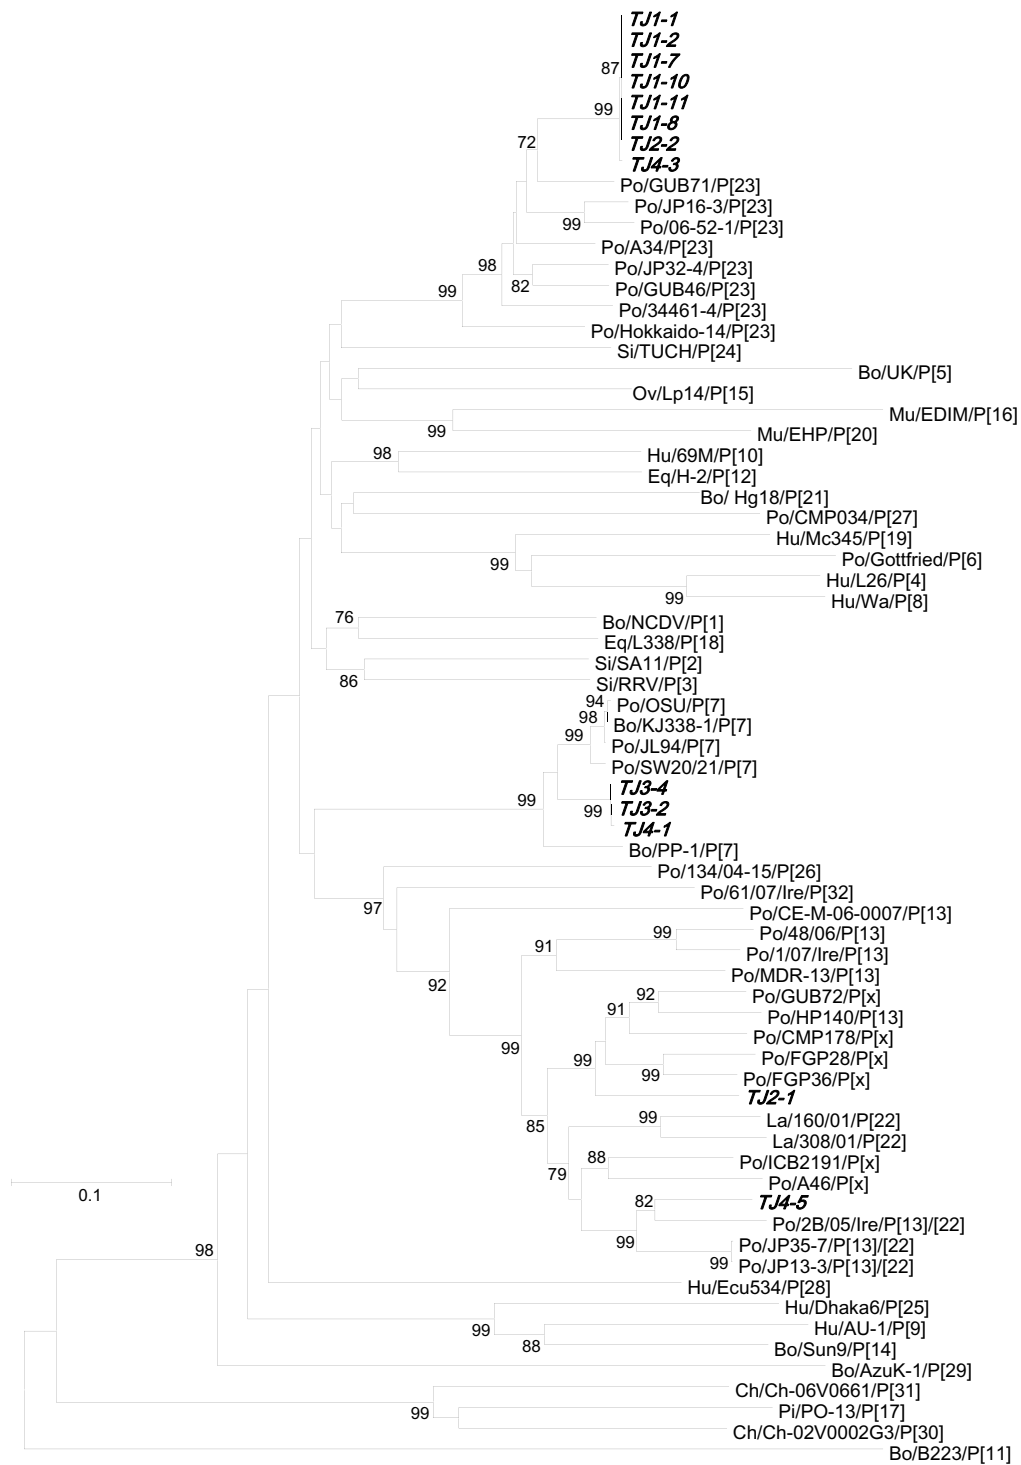 TJ1-1
TJ1-2
TJ1-7
87
TJ1-10
TJ1-11
99
TJ1-8
72
TJ2-2
TJ4-3
Po/GUB71/P[23]
Po/JP16-3/P[23]
99
Po/06-52-1/P[23]
Po/A34/P[23]
98
Po/JP32-4/P[23]
82
Po/GUB46/P[23]
99
Po/34461-4/P[23]
Po/Hokkaido-14/P[23]
Si/TUCH/P[24]
Bo/UK/P[5]
Ov/Lp14/P[15]
Mu/EDIM/P[16]
99
Mu/EHP/P[20]
98
Hu/69M/P[10]
Eq/H-2/P[12]
Bo/ Hg18/P[21]
Po/CMP034/P[27]
Hu/Mc345/P[19]
99
Po/Gottfried/P[6]
Hu/L26/P[4]
99
Hu/Wa/P[8]
76
Bo/NCDV/P[1]
Eq/L338/P[18]
Si/SA11/P[2]
86
Si/RRV/P[3]
94
Po/OSU/P[7]
98
Bo/KJ338-1/P[7]
99
Po/JL94/P[7]
Po/SW20/21/P[7]
TJ3-4
99
99
TJ3-2
TJ4-1
Bo/PP-1/P[7]
Po/134/04-15/P[26]
Po/61/07/Ire/P[32]
97
Po/CE-M-06-0007/P[13]
99
Po/48/06/P[13]
91
Po/1/07/Ire/P[13]
Po/MDR-13/P[13]
92
92
Po/GUB72/P[x]
91
Po/HP140/P[13]
Po/CMP178/P[x]
99
99
Po/FGP28/P[x]
99
Po/FGP36/P[x]
TJ2-1
85
99
La/160/01/P[22]
La/308/01/P[22]
88
Po/ICB2191/P[x]
79
Po/A46/P[x]
0.1
82
TJ4-5
Po/2B/05/Ire/P[13]/[22]
99
Po/JP35-7/P[13]/[22]
98
99
Po/JP13-3/P[13]/[22]
Hu/Ecu534/P[28]
Hu/Dhaka6/P[25]
99
Hu/AU-1/P[9]
88
Bo/Sun9/P[14]
Bo/AzuK-1/P[29]
Ch/Ch-06V0661/P[31]
99
Pi/PO-13/P[17]
Ch/Ch-02V0002G3/P[30]
Bo/B223/P[11]